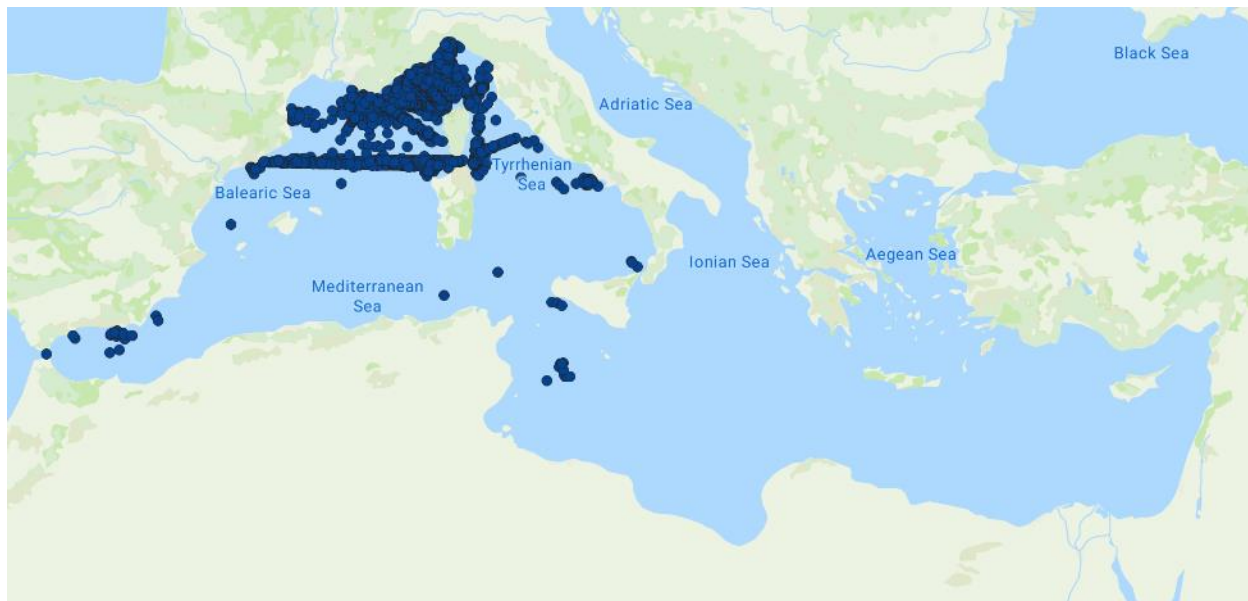 Black Sea
Adriatic Sea
Tyrrhenian
Sea
Balearic Sea
Ionian Sea
Aegean Sea
Mediterranean
Sea